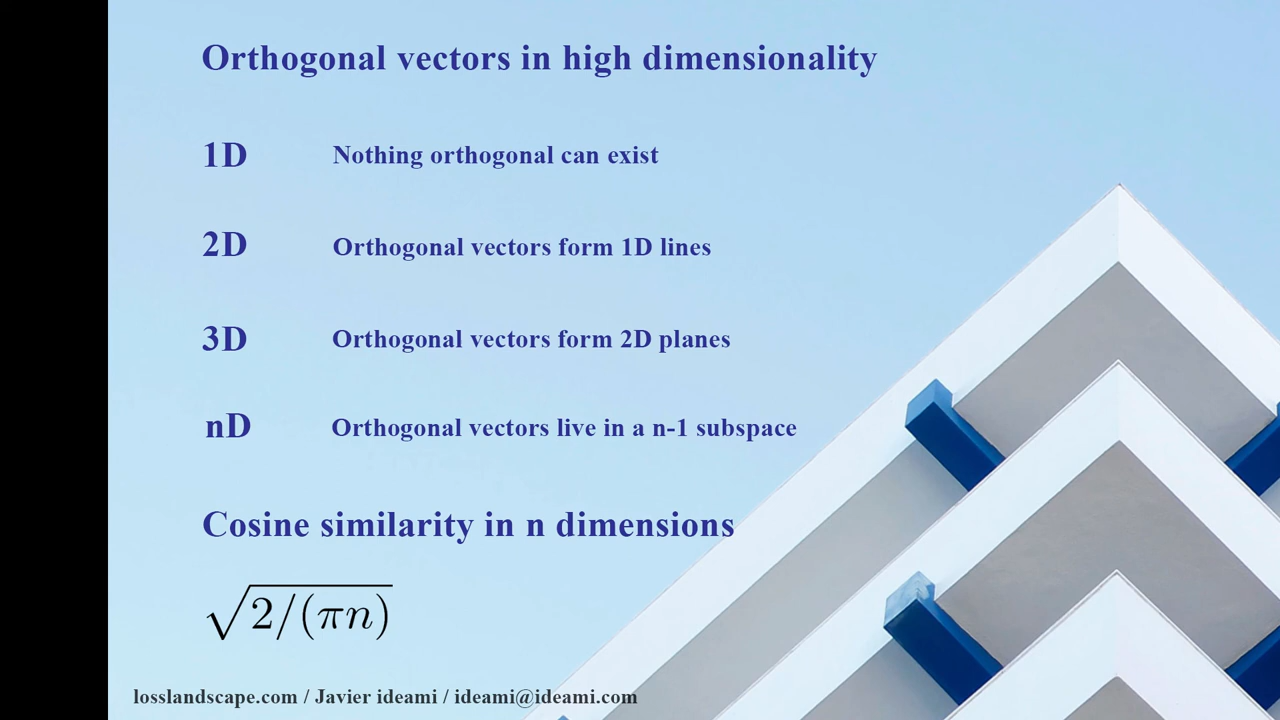 Orthogonal vectors in high dimensionality
1D Nothing orthogonal can exist
2D Orthogonal vectors form 1D lines
3D Orthogonal vectors form 2D planes
nD Orthogonal vectors live in a n-1 subspace
Cosine similarity in n dimensions
√2/(πn)
losslandscape.com / Javier ideami / ideami@ideami.com